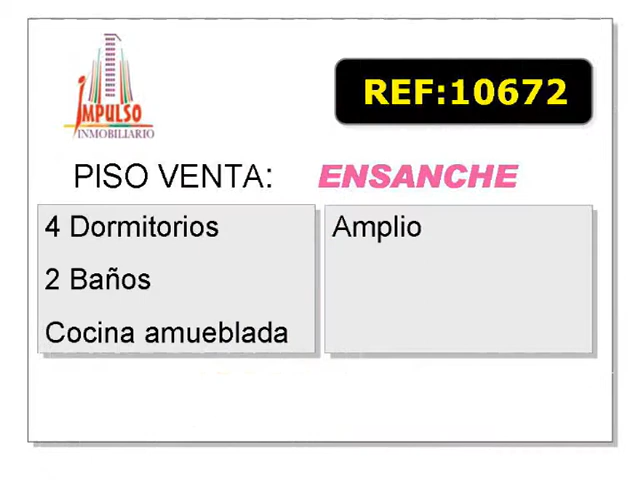 IMPULSO
INMOBILIARIO
REF:10672
PISO VENTA: ENSANCHE
4 Dormitorios
2 Baños
Cocina amueblada
Amplio